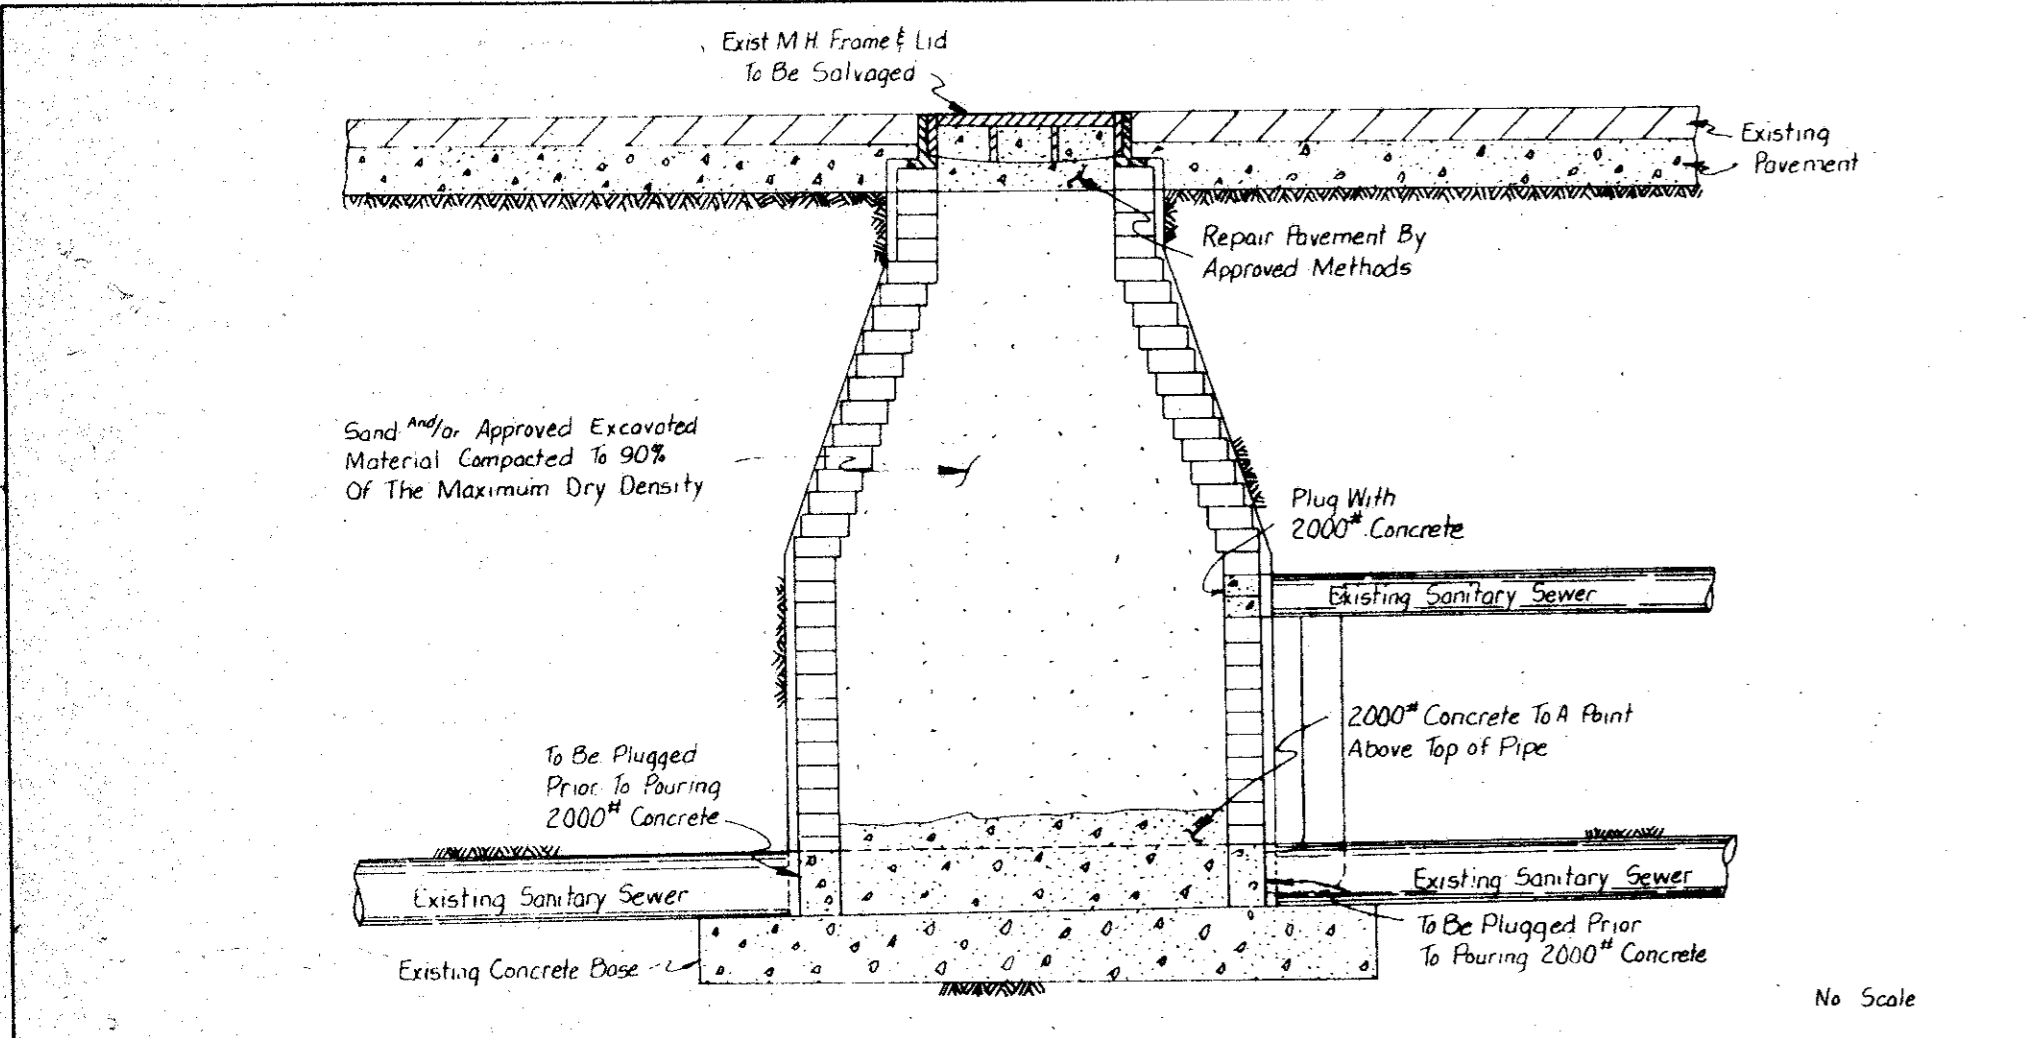 Exist M.H. Frame & Lid
To Be Salvaged
Existing
Pavement
Repair Pavement By
Approved Methods
Sand And/or Approved Excavated
Material Compacted To 90%
Of The Maximum Dry Density
Plug With
2000# Concrete
Existing Sanitary Sewer
2000# Concrete To A Point
Above Top of Pipe
To Be Plugged
Prior To Pouring
2000# Concrete
Existing Sanitary Sewer
Existing Sanitary Sewer
To Be Plugged Prior
To Pouring 2000# Concrete
Existing Concrete Base
No Scale